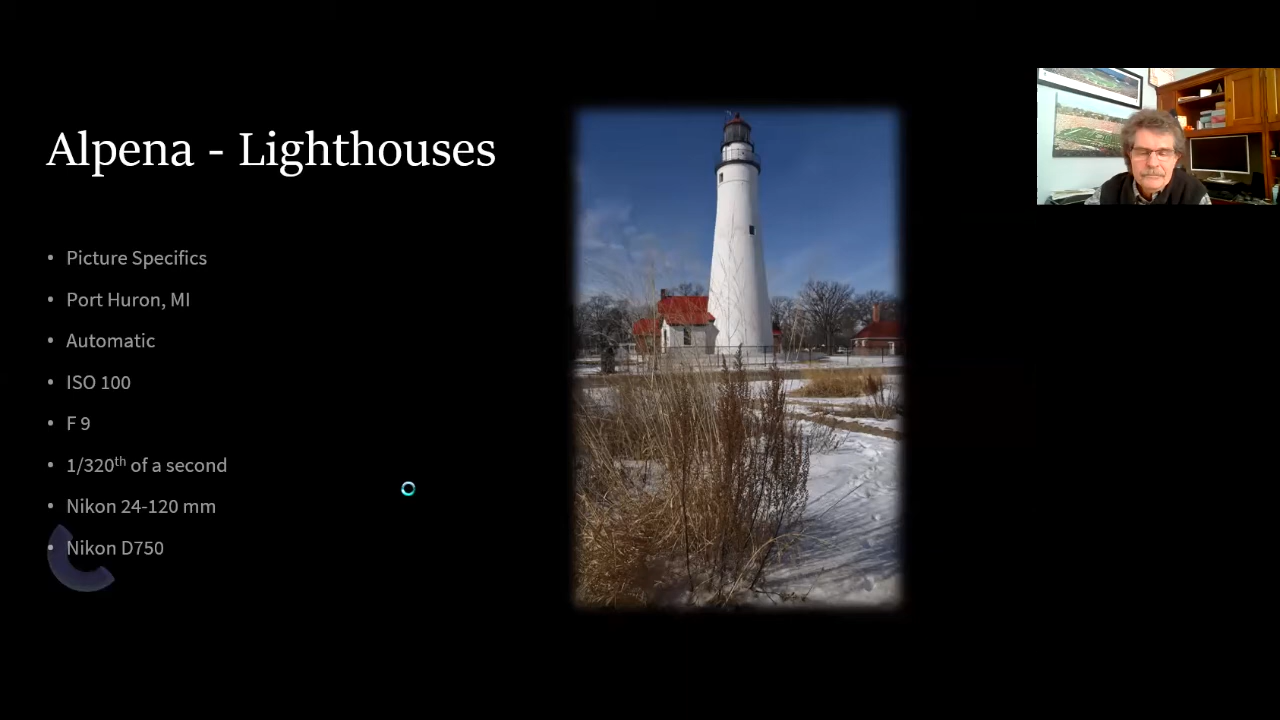 Alpena - Lighthouses
• Picture Specifics
• Port Huron, MI
• Automatic
• ISO 100
• F 9
• 1/320th of a second
• Nikon 24-120 mm
• Nikon D750